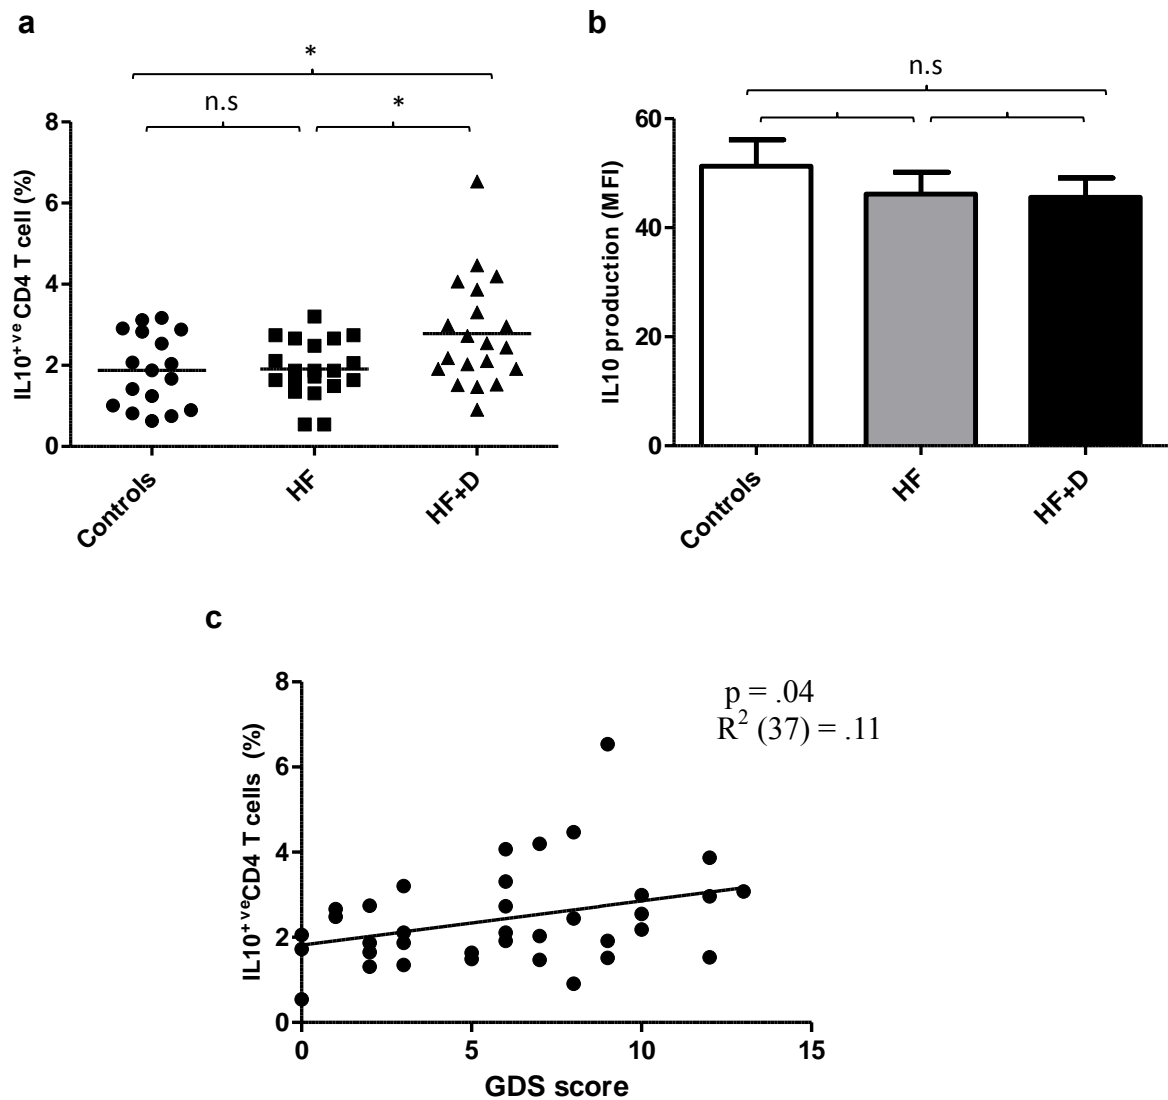 a
*
n.s
*
8
6
4
2
0
IL10+ve CD4 T cell (%)
Controls
HF
HF+D
b
n.s
60
40
20
0
IL10 production (MFI)
Controls
HF
HF+D
c
p = .04
R2 (37) = .11
8
6
4
2
0
IL10+veCD4 T cells (%)
0
5
10
15
GDS score